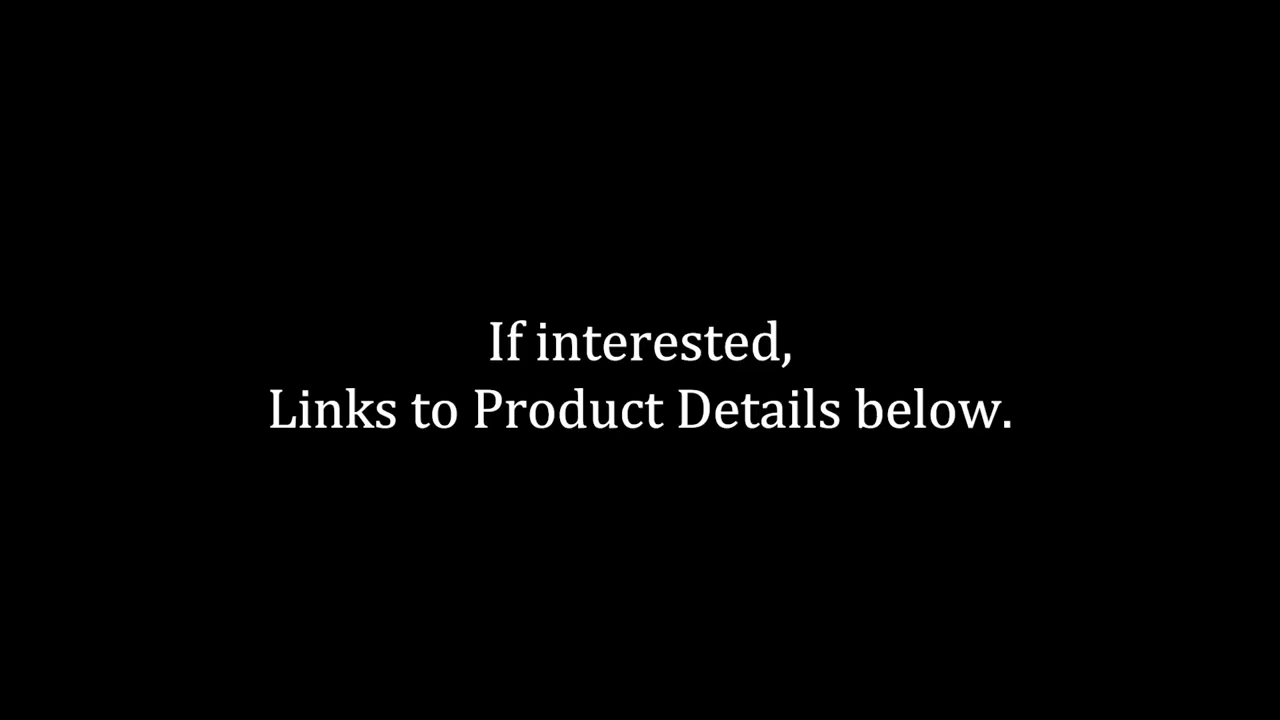 If interested,
Links to Product Details below.